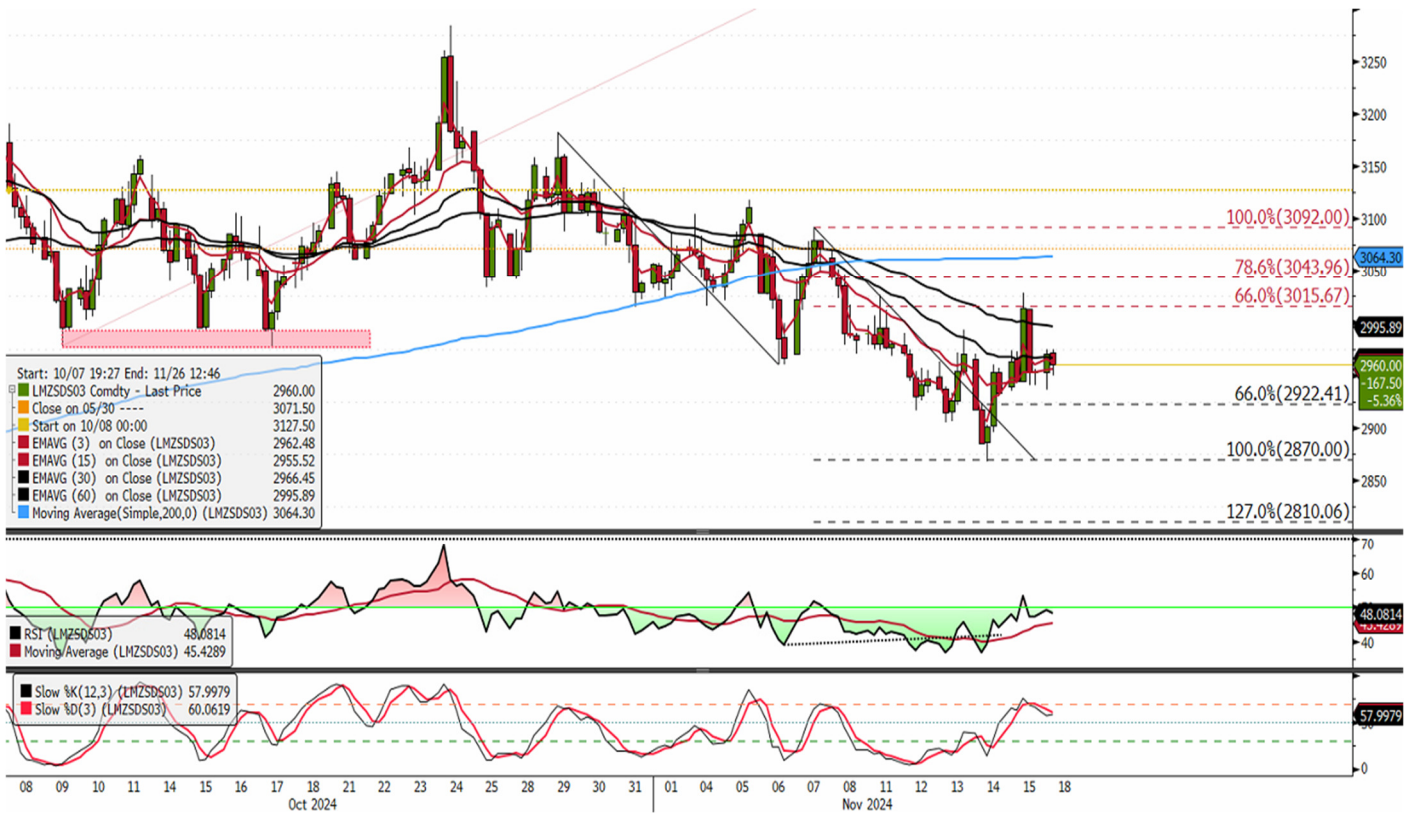 3250
3200
3150
3100
3050
2900
2850
100.0%(3092.00)
3064.30
78.6%(3043.96)
66.0%(3015.67)
2995.89
2960.00
-167.50
-5.36%
66.0%(2922.41)
100.0%(2870.00)
127.0%(2810.06)
Start: 10/07 19:27 End: 11/26 12:46
LMZSDS03 Comdty - Last Price 2960.00
Close on 05/30 ---- 3071.50
Start on 10/08 00:00 3127.50
EMAVG (3) on Close (LMZSDS03) 2962.48
EMAVG (15) on Close (LMZSDS03) 2955.52
EMAVG (30) on Close (LMZSDS03) 2966.45
EMAVG (60) on Close (LMZSDS03) 2995.89
Moving Average(Simple,200,0) (LMZSDS03) 3064.30
70
60
48.0814
45.4289
40
RSI (LMZSDS03) 48.0814
Moving Average (LMZSDS03) 45.4289
Slow %K(12,3) (LMZSDS03) 57.9979
Slow %D(3) (LMZSDS03) 60.0619
57.9979
0
08 09 10 11 14 15 16 17 18 21 22 23 24 25 28 29 30 31 01 04 05 06 07 08 11 12 13 14 15 18
Oct 2024 Nov 2024